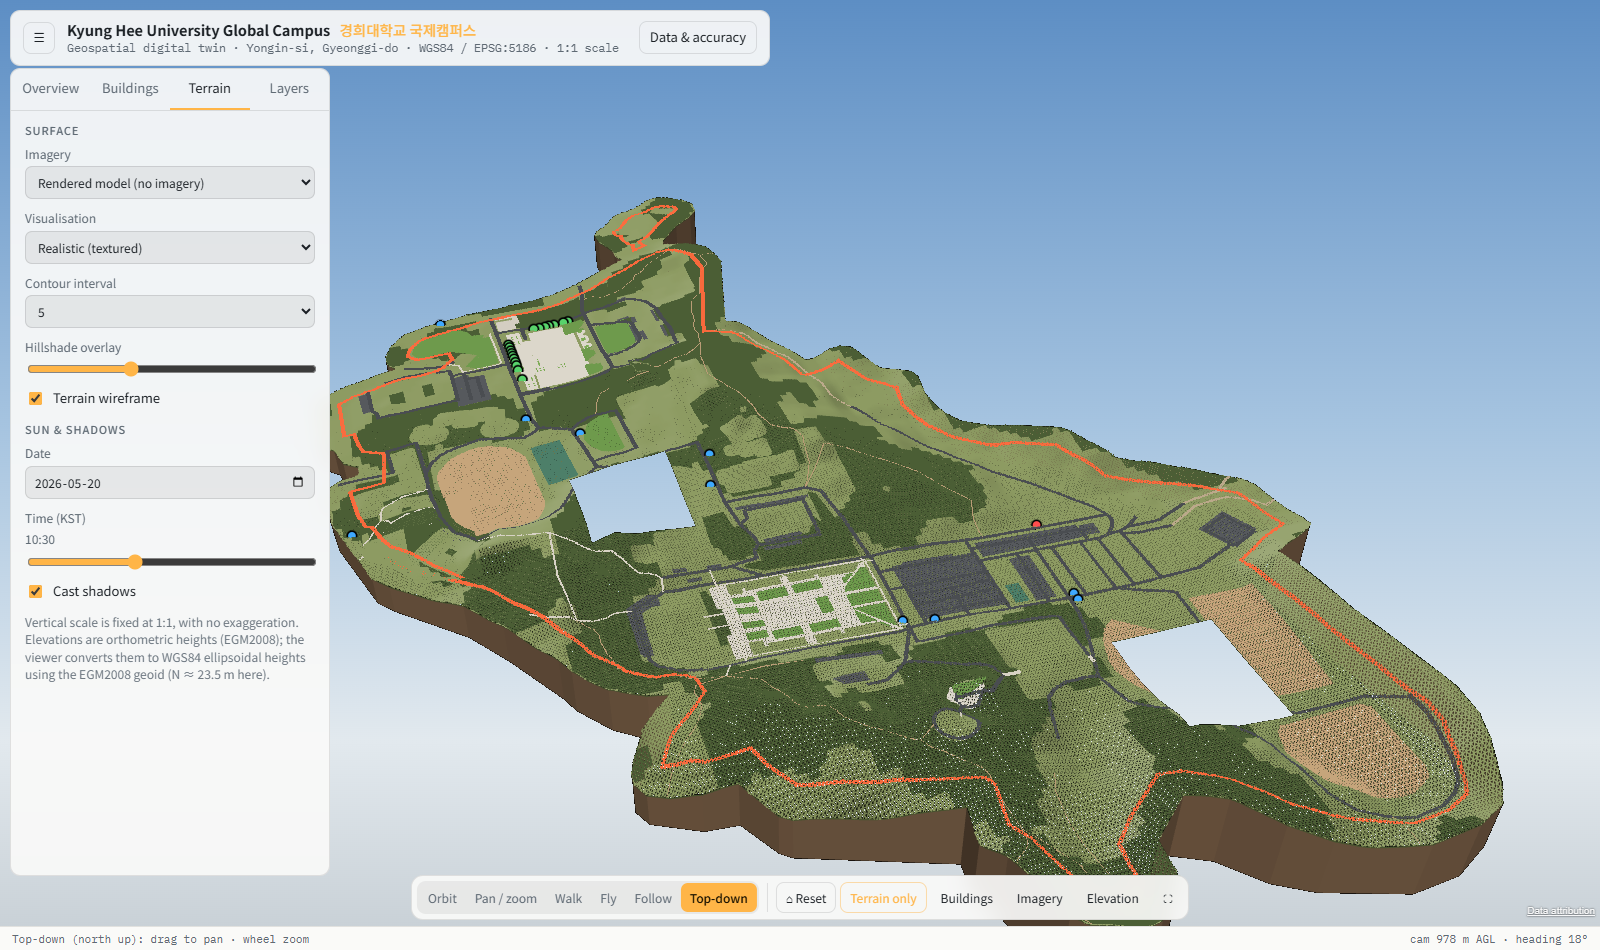 ☰
Kyung Hee University Global Campus 경희대학교 국제캠퍼스
Geospatial digital twin · Yongin-si, Gyeonggi-do · WGS84 / EPSG:5186 · 1:1 scale
Data & accuracy
Overview Buildings Terrain Layers
SURFACE
Imagery
Rendered model (no imagery)
Visualisation
Realistic (textured)
Contour interval
5
Hillshade overlay
Terrain wireframe
SUN & SHADOWS
Date
2026-05-20
Time (KST)
10:30
Cast shadows
Vertical scale is fixed at 1:1, with no exaggeration.
Elevations are orthometric heights (EGM2008); the
viewer converts them to WGS84 ellipsoidal heights
using the EGM2008 geoid (N ≈ 23.5 m here).
Orbit Pan / zoom Walk Fly Follow Top-down ⌂ Reset Terrain only Buildings Imagery Elevation ⛶
Data attribution
Top-down (north up): drag to pan · wheel zoom
cam 978 m AGL · heading 18°